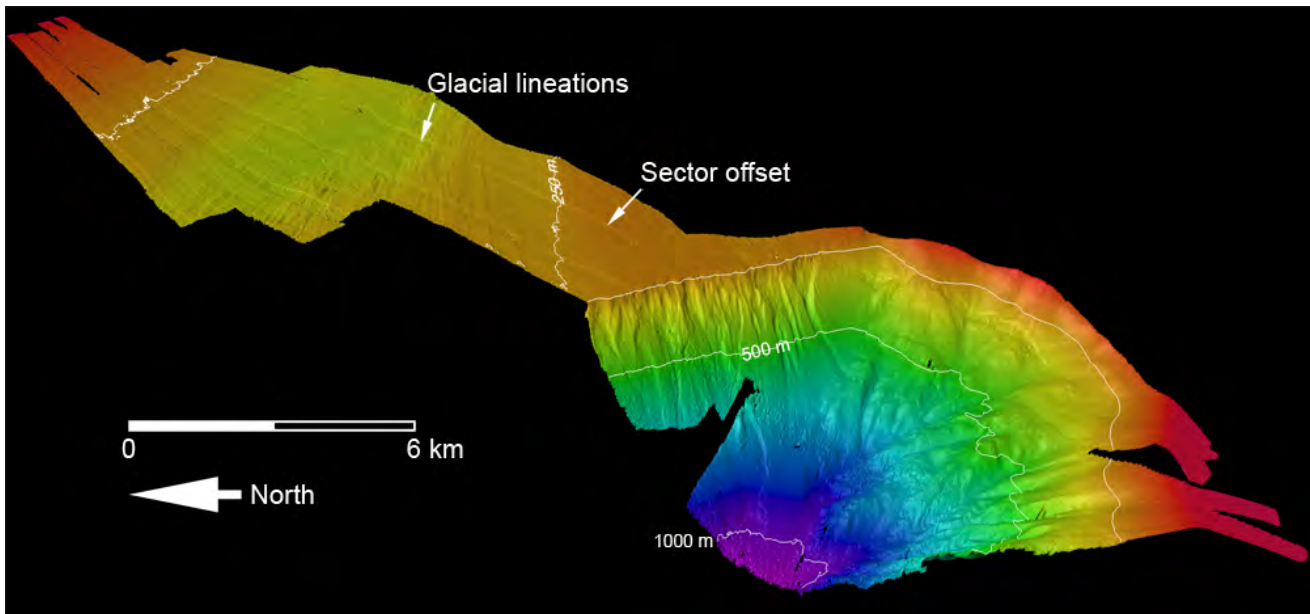 Glacial lineations
250 m
Sector offset
500 m
0
6 km
North
1000 m